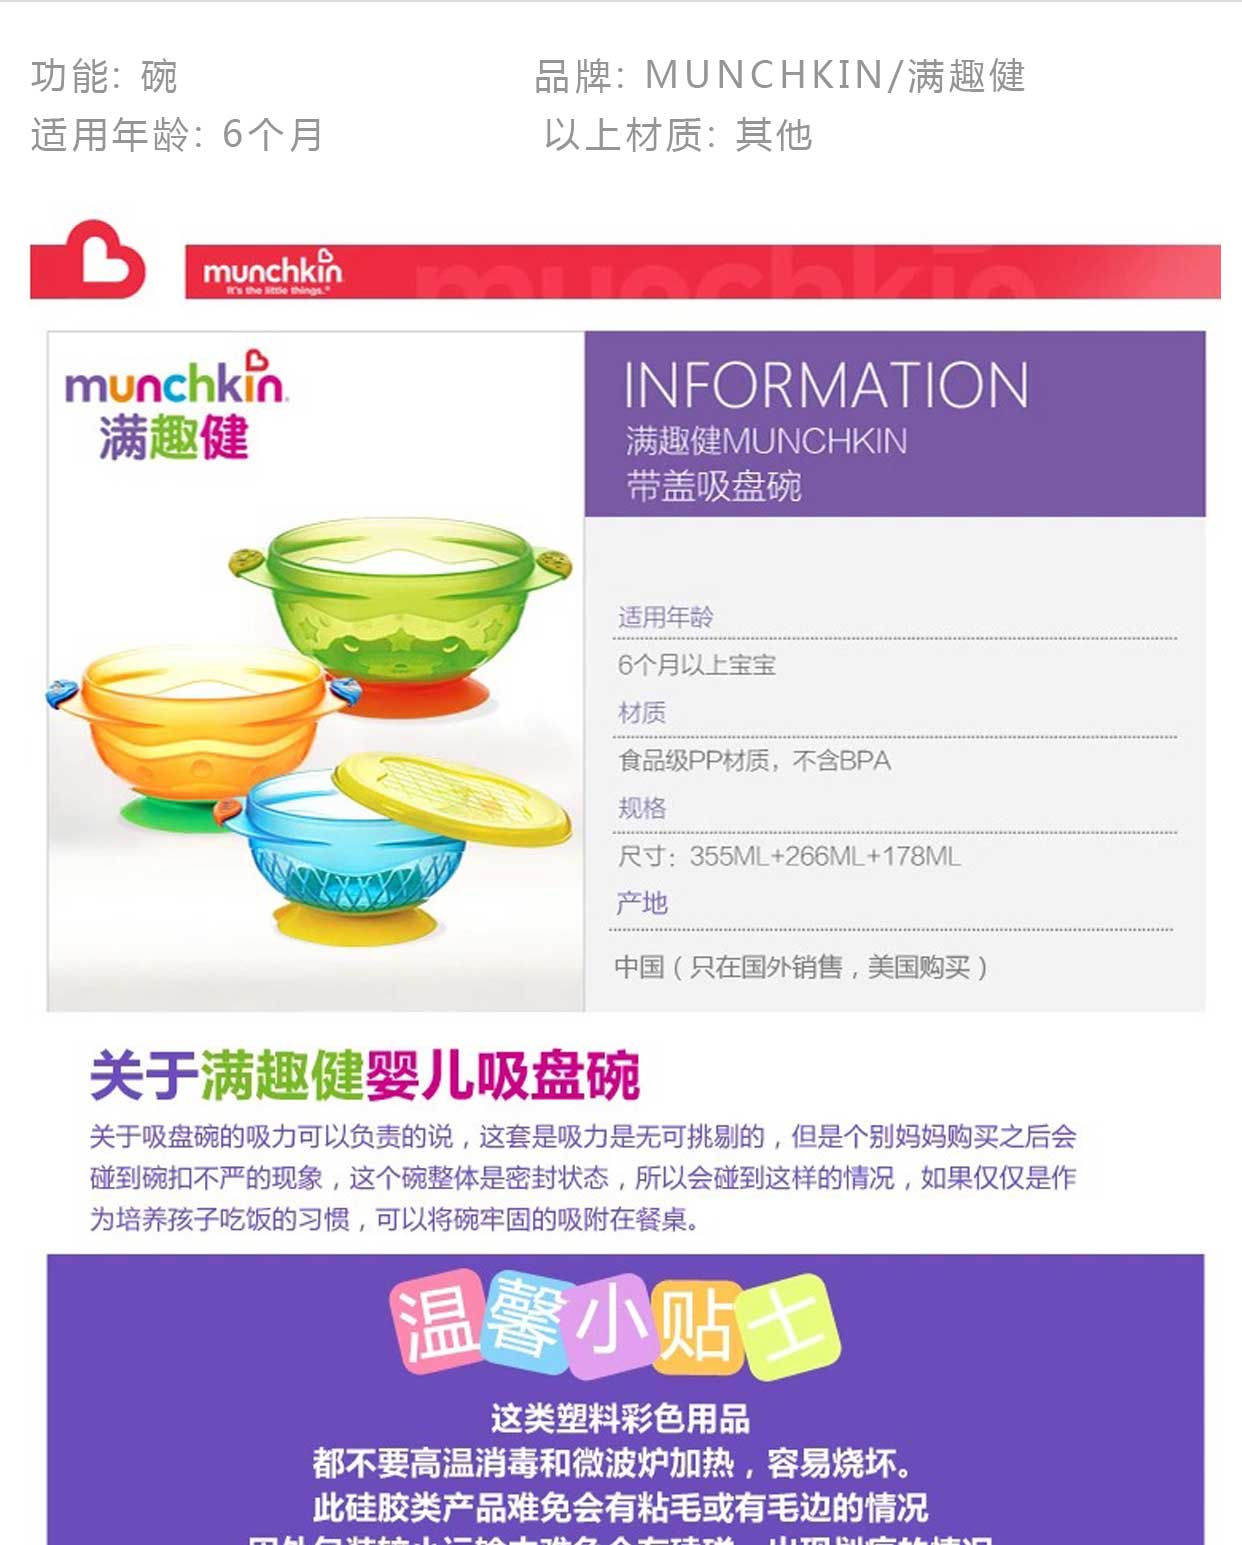 功能: 碗
品牌: MUNCHKIN/满趣健
适用年龄: 6个月
以上材质: 其他
munchkin
It's the little things.®
munchkin
munchkin
满趣健
INFORMATION
满趣健MUNCHKIN
带盖吸盘碗
适用年龄
6个月以上宝宝
材质
食品级PP材质，不含BPA
规格
尺寸：355ML+266ML+178ML
产地
中国（只在国外销售，美国购买）
关于满趣健婴儿吸盘碗
关于吸盘碗的吸力可以负责的说，这套是吸力是无可挑剔的，但是个别妈妈购买之后会
碰到碗扣不严的现象，这个碗整体是密封状态，所以会碰到这样的情况，如果仅仅是作
为培养孩子吃饭的习惯，可以将碗牢固的吸附在餐桌。
温馨小贴士
这类塑料彩色用品
都不要高温消毒和微波炉加热，容易烧坏。
此硅胶类产品难免会有粘毛或有毛边的情况